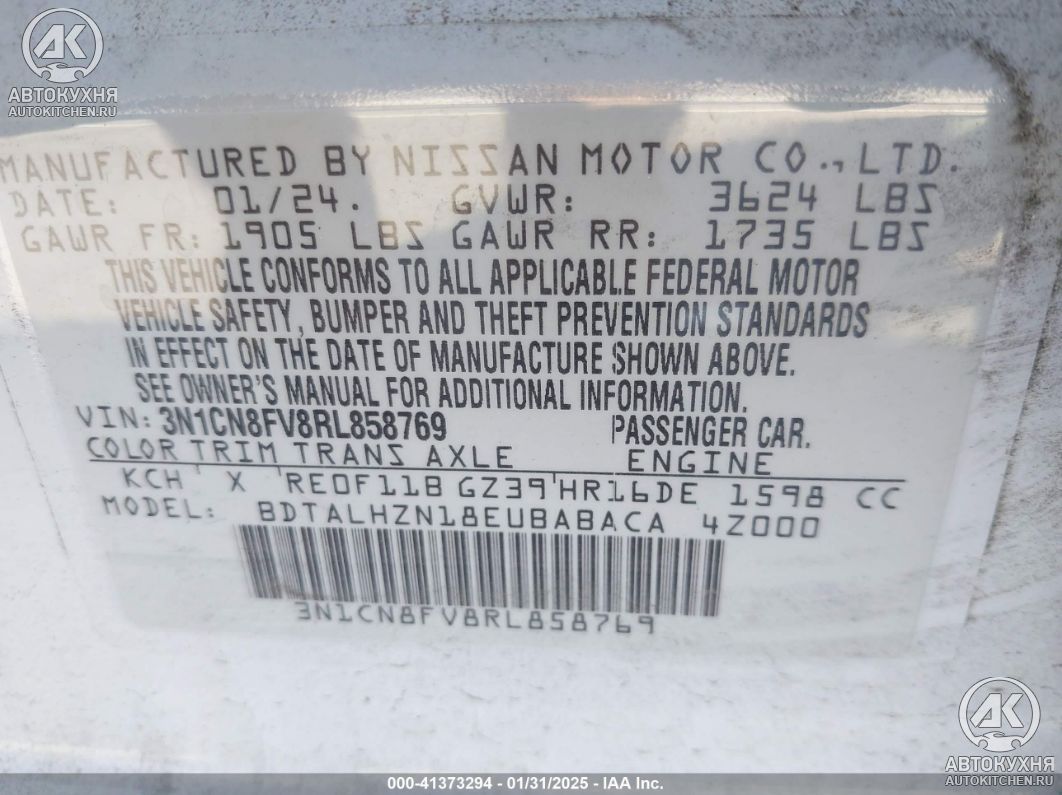 AK
АВТОКУХНЯ
AUTOKITCHEN.RU
MANUFACTURED BY NISSAN MOTOR CO., LTD.
DATE: 01/24. GVWR: 3624 LBS
GAWR FR: 1905 LBS GAWR RR: 1735 LBS
THIS VEHICLE CONFORMS TO ALL APPLICABLE FEDERAL MOTOR
VEHICLE SAFETY, BUMPER AND THEFT PREVENTION STANDARDS
IN EFFECT ON THE DATE OF MANUFACTURE SHOWN ABOVE.
SEE OWNER'S MANUAL FOR ADDITIONAL INFORMATION.
VIN: 3N1CN8FV8RL858769 PASSENGER CAR.
COLOR TRIM TRANS AXLE ENGINE
KCH X RE0F11B GZ39 HR16DE 1598 CC
MODEL: BDTALHZN18EUBABACA 4Z000
3N1CN8FV8RL858769
AK
АВТОКУХНЯ
AUTOKITCHEN.RU
000-41373294 - 01/31/2025 - IAA Inc.